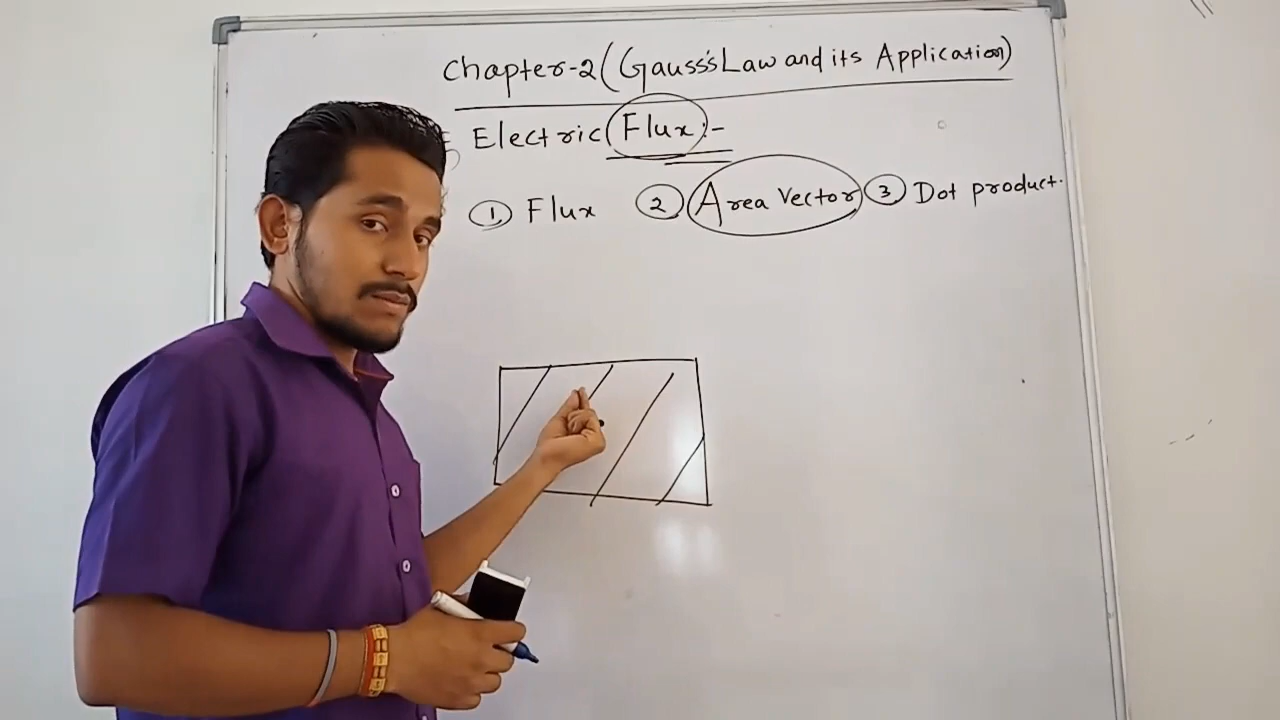 Chapter-2 (Gauss's Law and its Application)
Electric Flux :-
① Flux ② Area Vector ③ Dot product.